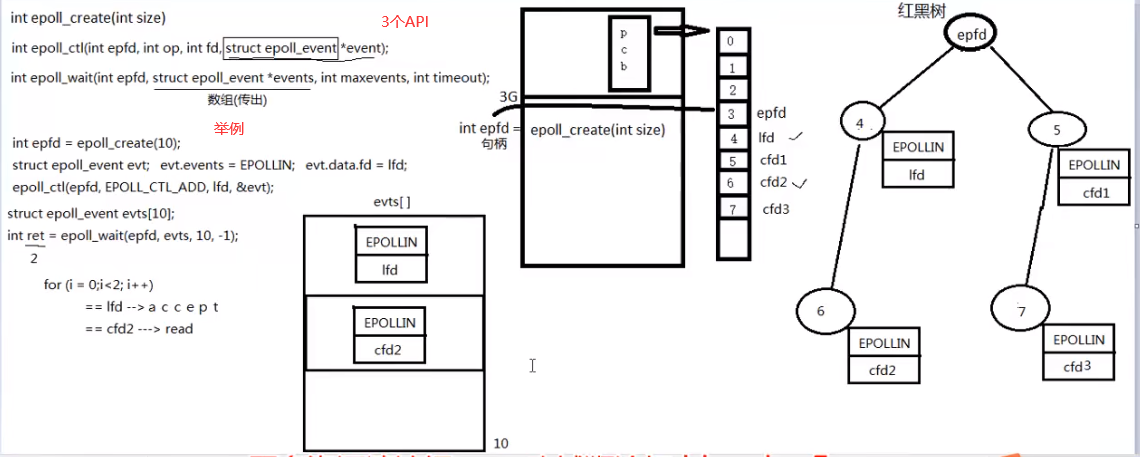 int epoll_create(int size)
3个API
int epoll_ctl(int epfd, int op, int fd, struct epoll_event *event);
int epoll_wait(int epfd, struct epoll_event *events, int maxevents, int timeout);
数组(传出)
举例
int epfd = epoll_create(10);
struct epoll_event evt; evt.events = EPOLLIN; evt.data.fd = lfd;
epoll_ctl(epfd, EPOLL_CTL_ADD, lfd, &evt);
struct epoll_event evts[10];
int ret = epoll_wait(epfd, evts, 10, -1);
2
for (i = 0;i<2; i++)
== lfd --> a c c e p t
== cfd2 ---> read
evts[ ]
EPOLLIN
lfd
EPOLLIN
cfd2
10
p
c
b
3G
int epfd = epoll_create(int size)
句柄
0
1
2
3 epfd
4 lfd
5 cfd1
6 cfd2
7 cfd3
红黑树
epfd
4
EPOLLIN
lfd
5
EPOLLIN
cfd1
6
EPOLLIN
cfd2
7
EPOLLIN
cfd3